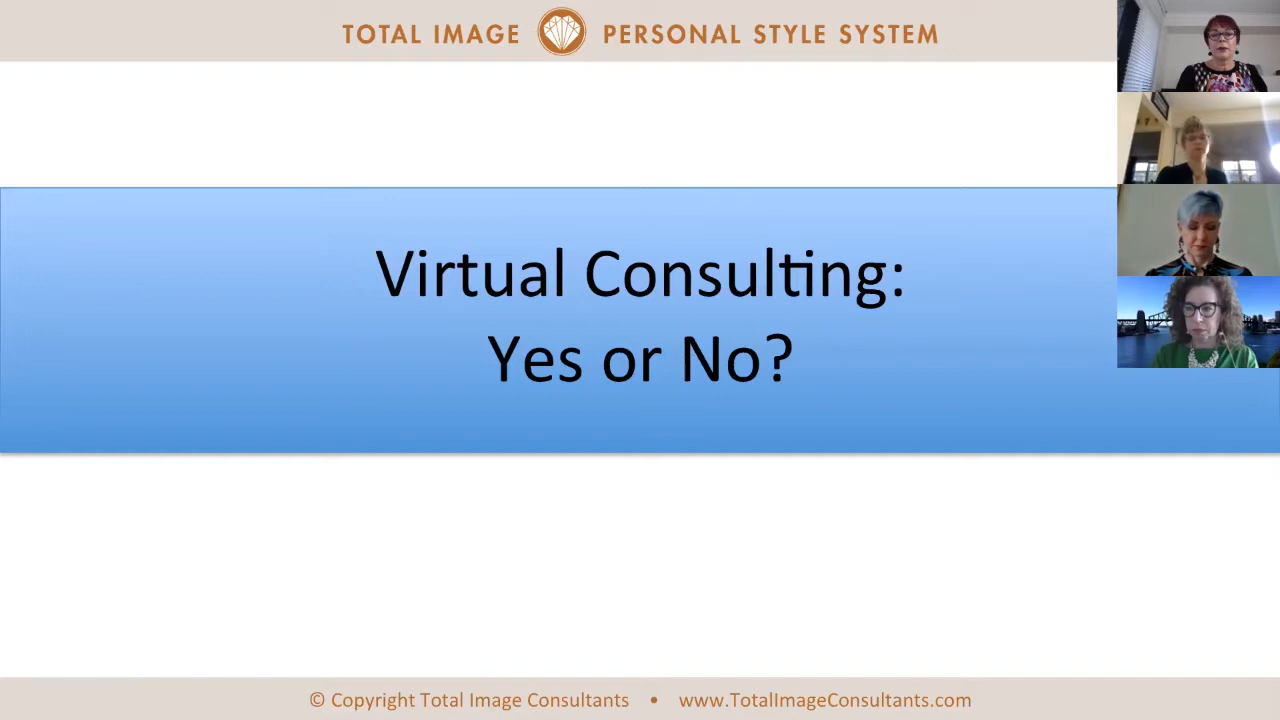 TOTAL IMAGE PERSONAL STYLE SYSTEM
Virtual Consulting:
Yes or No?
© Copyright Total Image Consultants • www.TotalImageConsultants.com